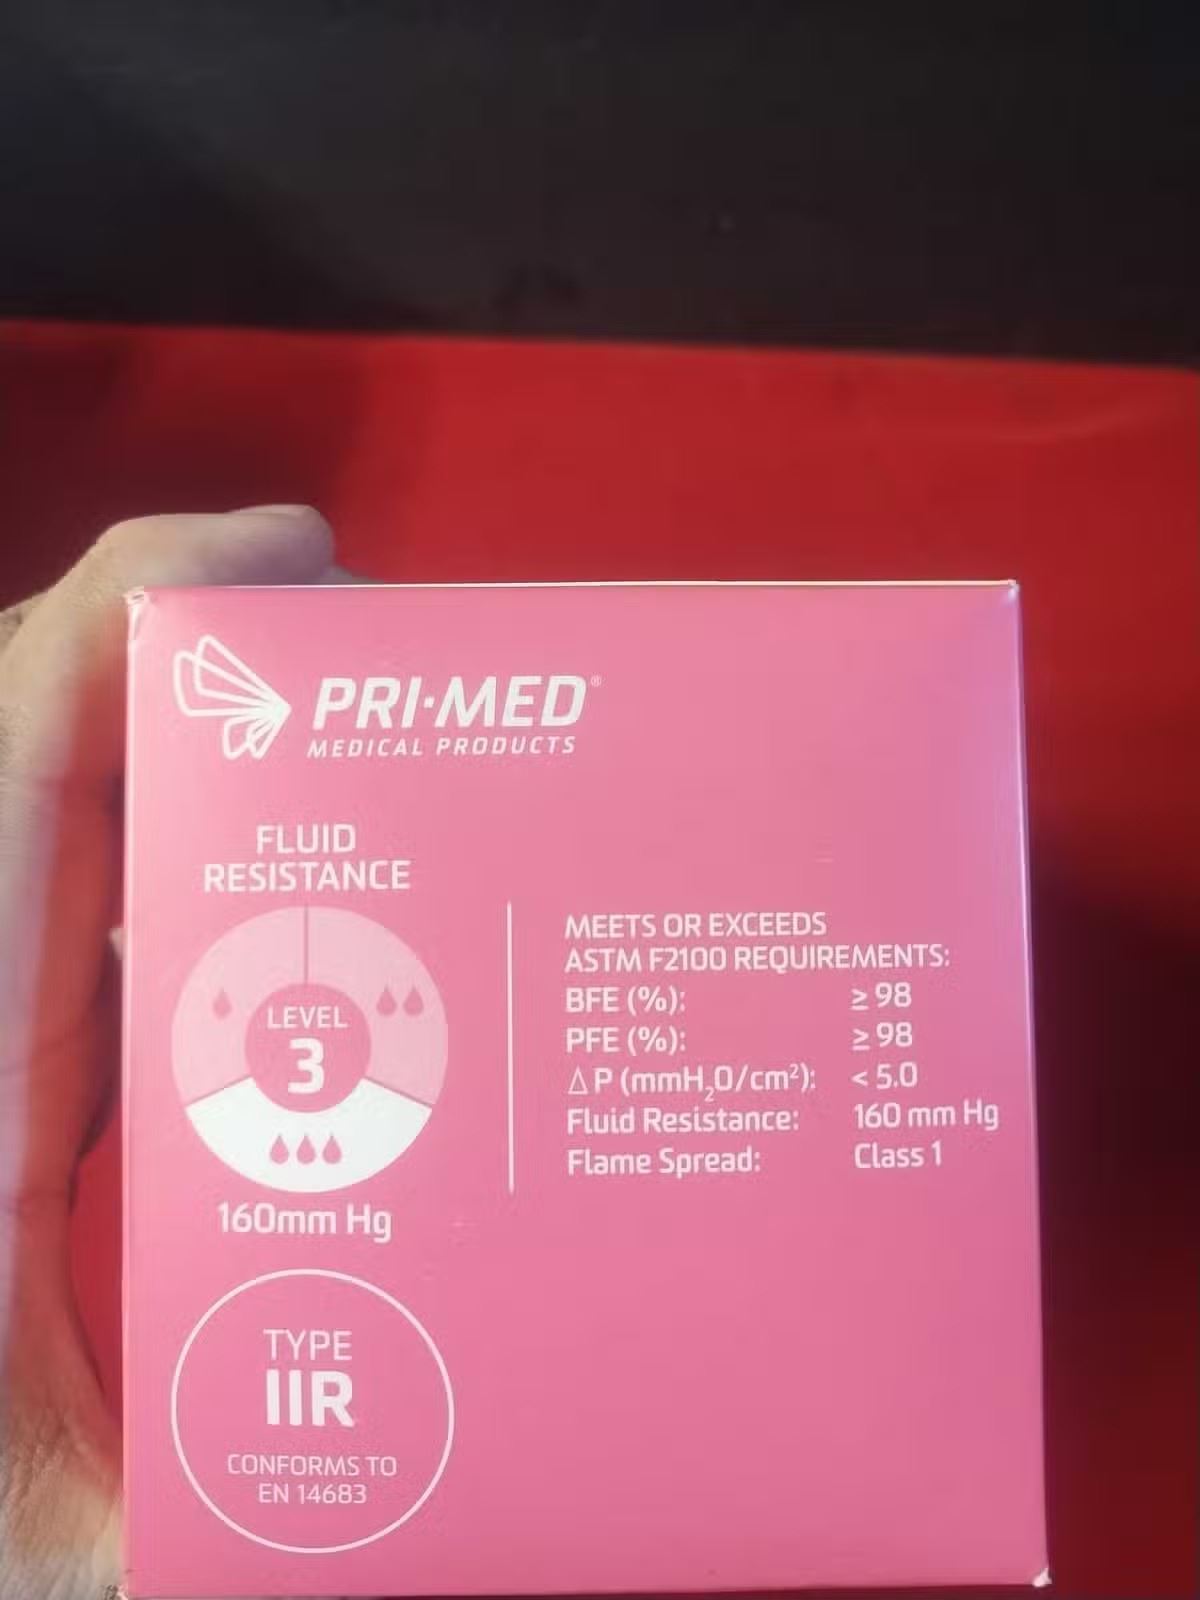 PRI·MED®
MEDICAL PRODUCTS
FLUID
RESISTANCE
LEVEL
3
160mm Hg
MEETS OR EXCEEDS
ASTM F2100 REQUIREMENTS:
BFE (%): ≥ 98
PFE (%): ≥ 98
Δ P (mmH₂O/cm²): < 5.0
Fluid Resistance: 160 mm Hg
Flame Spread: Class 1
TYPE
IIR
CONFORMS TO
EN 14683